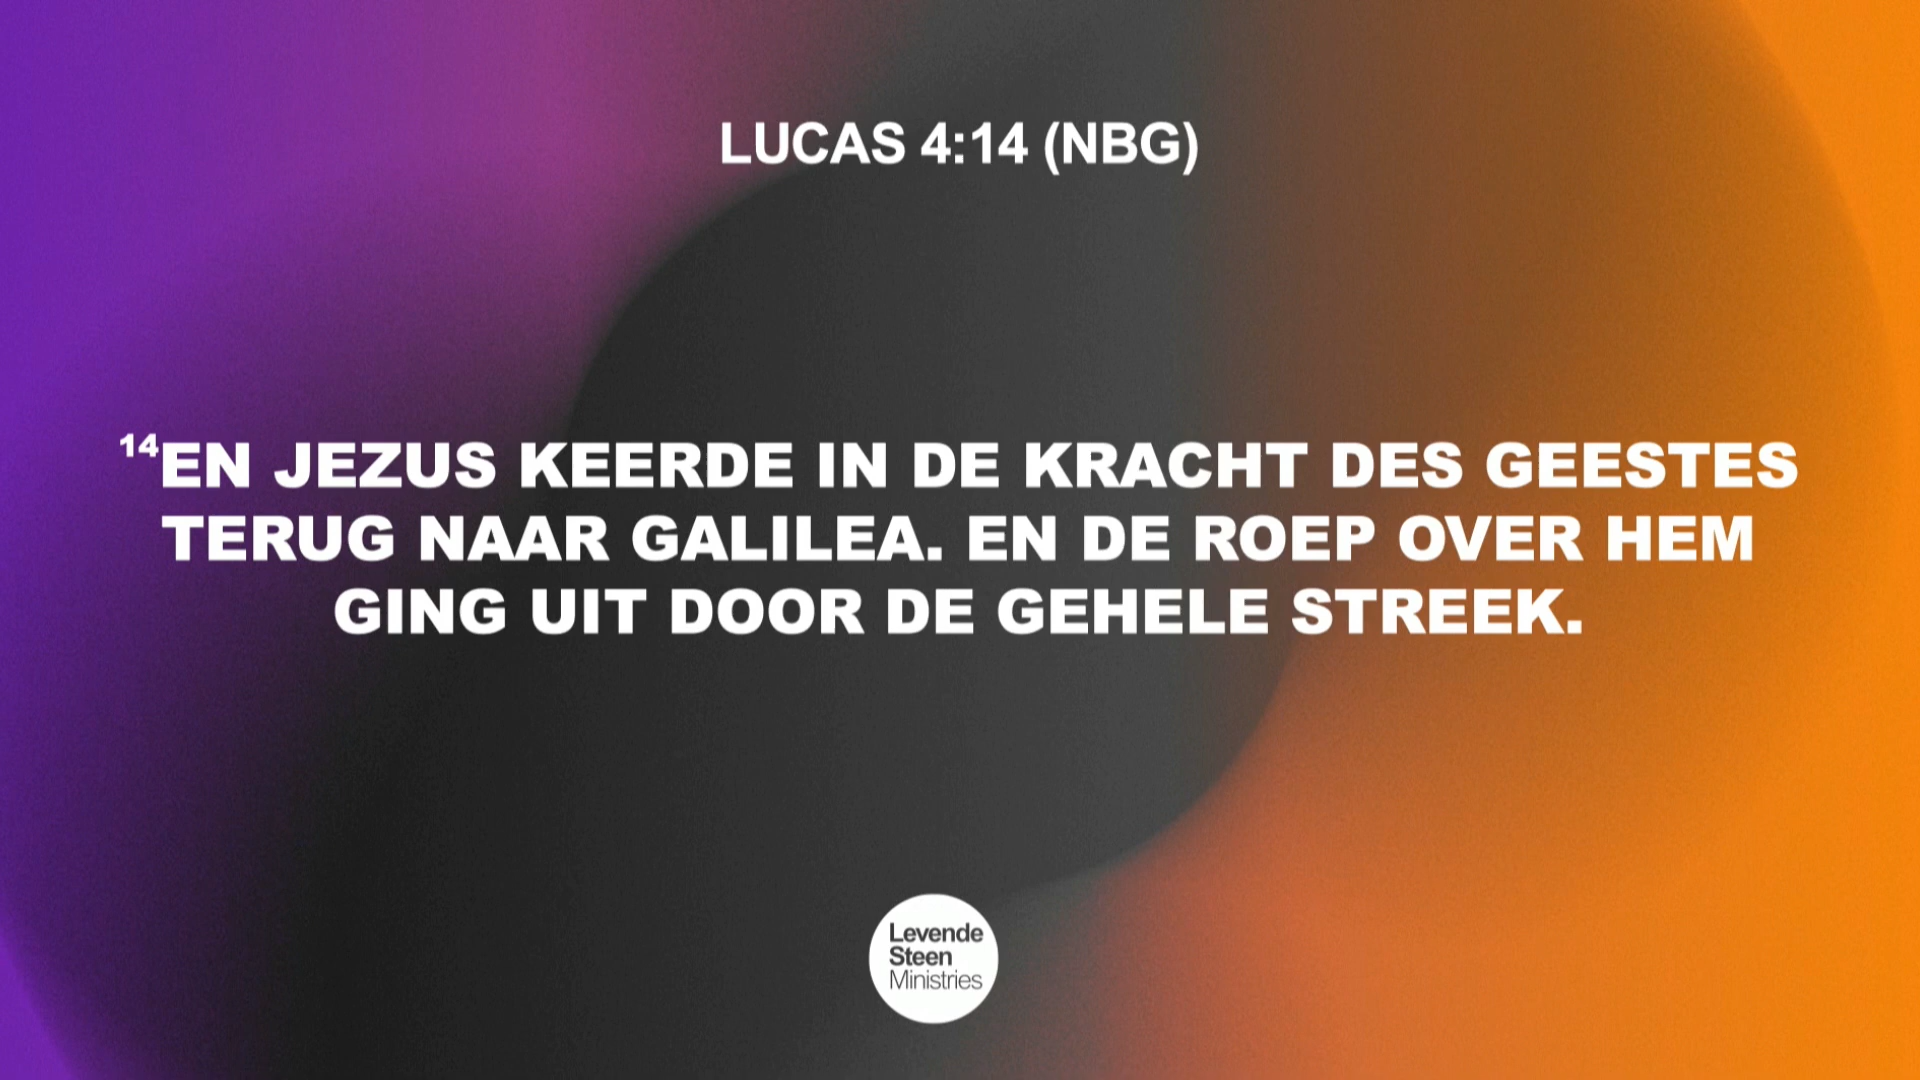 LUCAS 4:14 (NBG)
¹⁴EN JEZUS KEERDE IN DE KRACHT DES GEESTES
TERUG NAAR GALILEA. EN DE ROEP OVER HEM
GING UIT DOOR DE GEHELE STREEK.
Levende
Steen
Ministries